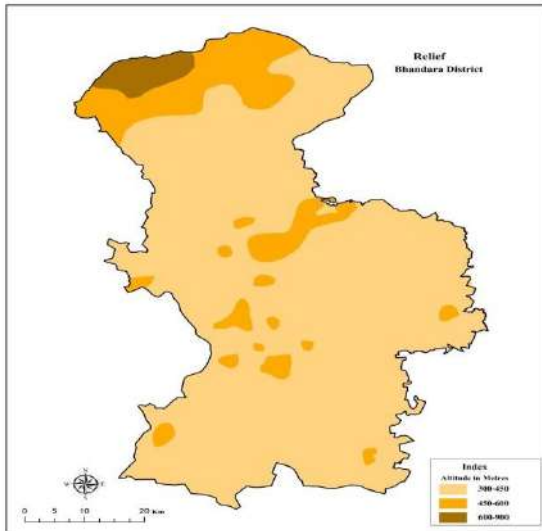 Relief
Bhandara District
W
E
0 5 10 20 Km
Index
Altitude in Metres
300-450
450-600
600-900